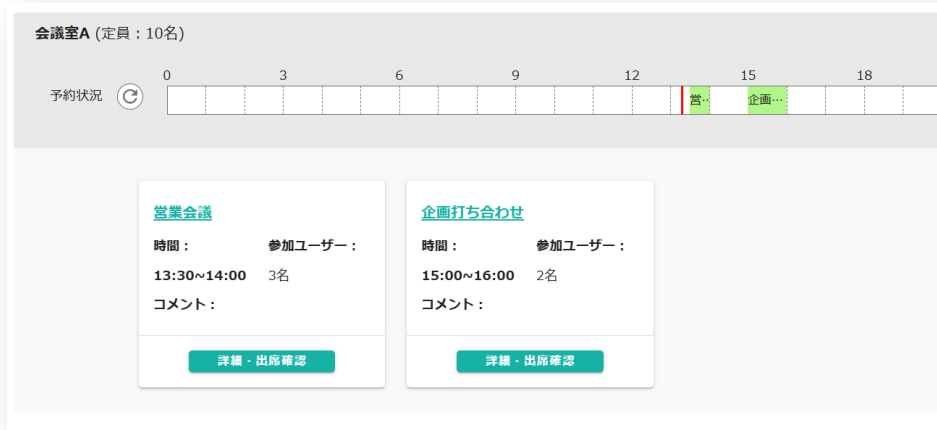 会議室A (定員：10名)
0 3 6 9 12 15 18
予約状況
営… 企画…
営業会議
時間： 参加ユーザー：
13:30~14:00 3名
コメント：
詳細・出席確認
企画打ち合わせ
時間： 参加ユーザー：
15:00~16:00 2名
コメント：
詳細・出席確認